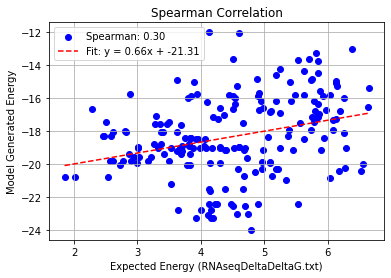 Spearman Correlation
Spearman: 0.30
Fit: y = 0.66x + -21.31
Model Generated Energy
−12
−14
−16
−18
−20
−22
−24
2
3
4
5
6
Expected Energy (RNAseqDeltaDeltaG.txt)